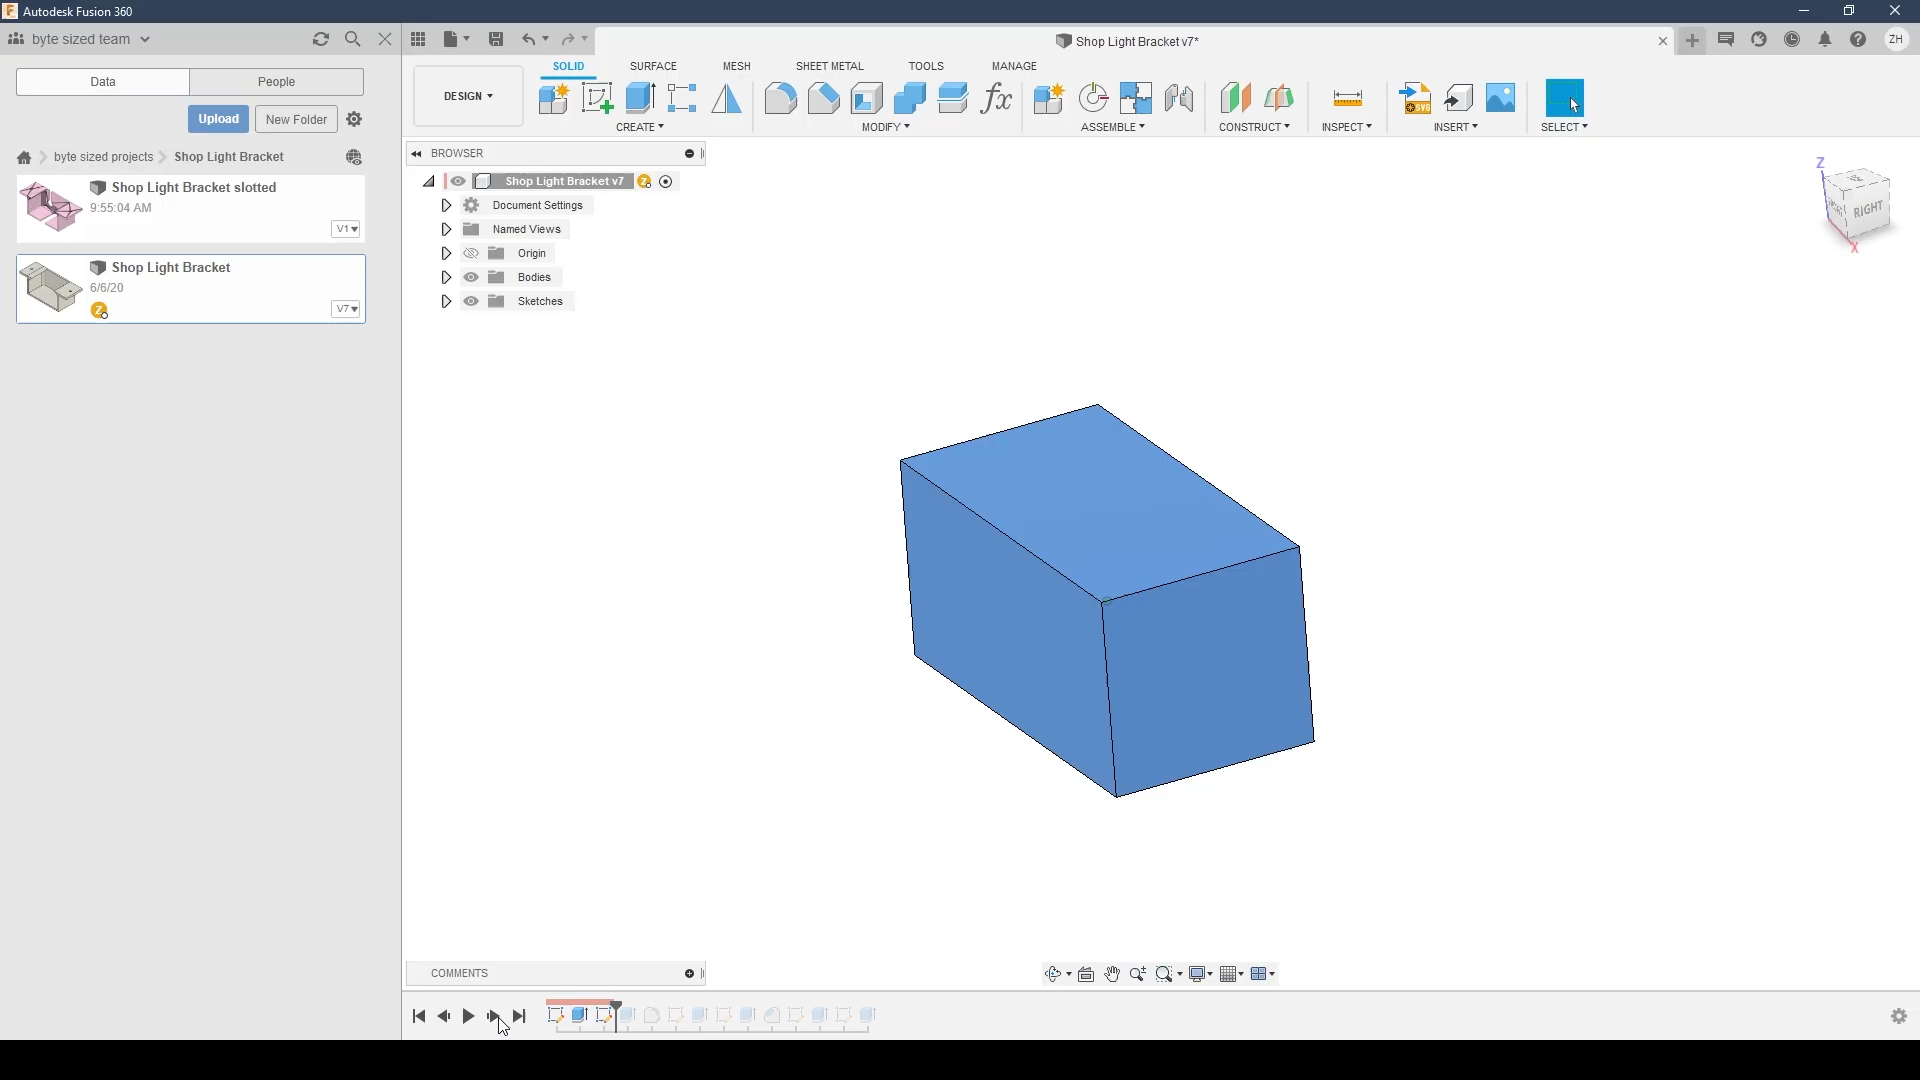 Autodesk Fusion 360
byte sized team
Shop Light Bracket v7*
ZH
Data
People
Upload
New Folder
byte sized projects
Shop Light Bracket
Shop Light Bracket slotted
9:55:04 AM
V1
Shop Light Bracket
6/6/20
Z
V7
DESIGN
SOLID
SURFACE
MESH
SHEET METAL
TOOLS
MANAGE
CREATE
MODIFY
ASSEMBLE
CONSTRUCT
INSPECT
INSERT
SELECT
fx
SVG
BROWSER
Shop Light Bracket v7
Z
Document Settings
Named Views
Origin
Bodies
Sketches
Z
RIGHT
X
COMMENTS